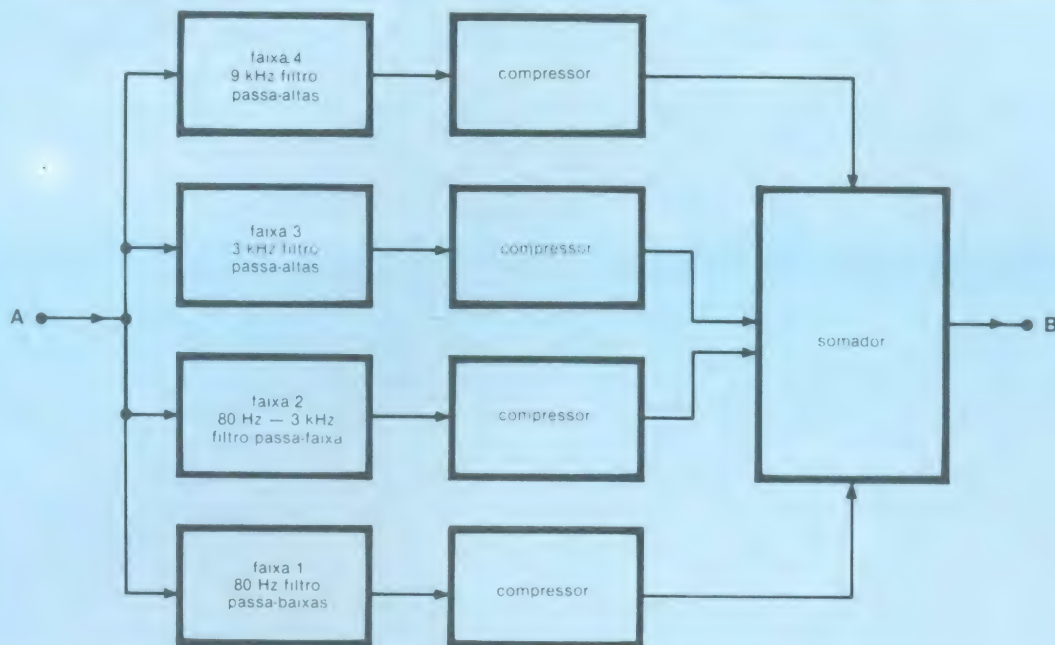 faixa 4
9 kHz filtro
passa-altas
compressor
faixa 3
3 kHz filtro
passa-altas
compressor
A
B
somador
faixa 2
80 Hz — 3 kHz
filtro passa-faixa
compressor
faixa 1
80 Hz filtro
passa-baixas
compressor